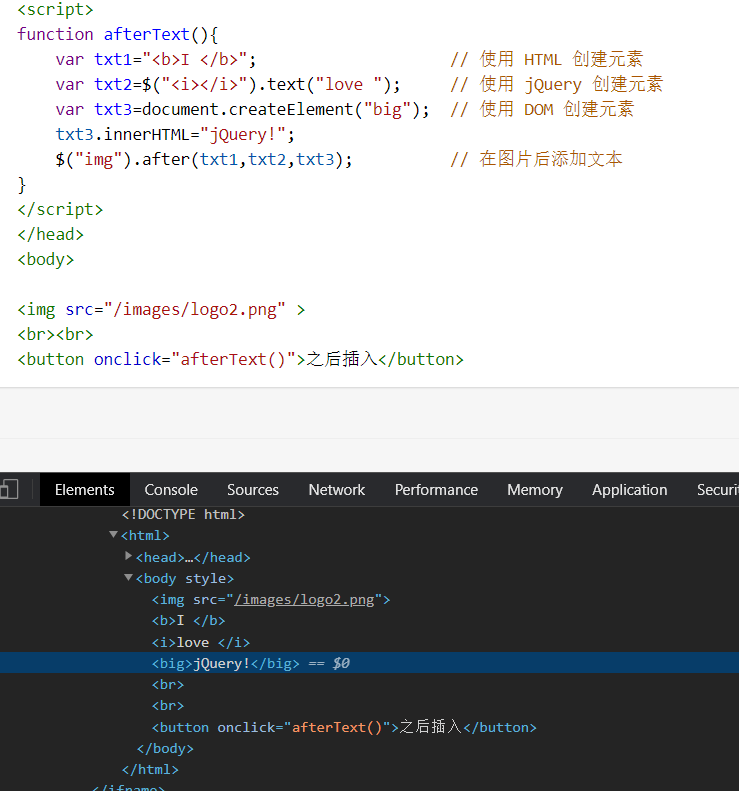 <script>
function afterText(){
    var txt1="<b>I </b>";                    // 使用 HTML 创建元素
    var txt2=$("<i></i>").text("love ");     // 使用 jQuery 创建元素
    var txt3=document.createElement("big");  // 使用 DOM 创建元素
    txt3.innerHTML="jQuery!";
    $("img").after(txt1,txt2,txt3);          // 在图片后添加文本
}
</script>
</head>
<body>

<img src="/images/logo2.png" >
<br><br>
<button onclick="afterText()">之后插入</button>
Elements Console Sources Network Performance Memory Application Securi
<!DOCTYPE html>
<html>
<head>…</head>
<body style>
<img src="/images/logo2.png">
<b>I </b>
<i>love </i>
<big>jQuery!</big> == $0
<br>
<br>
<button onclick="afterText()">之后插入</button>
</body>
</html>
</iframe>